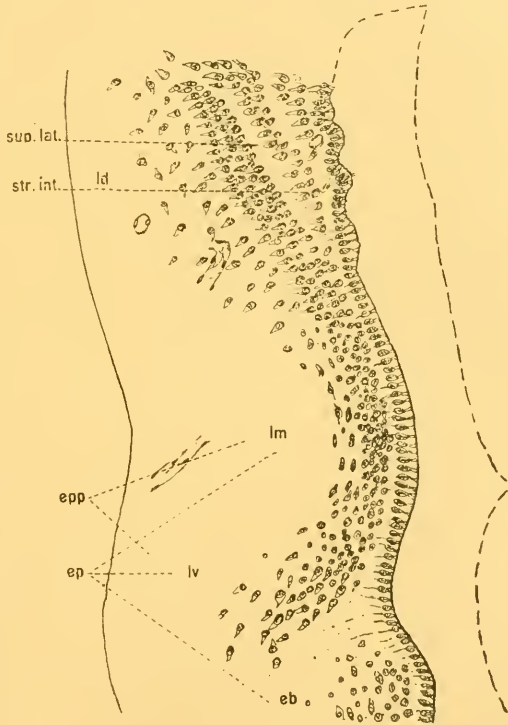 sup. lat.
str. int. ld
lm
epp
ep lv
eb